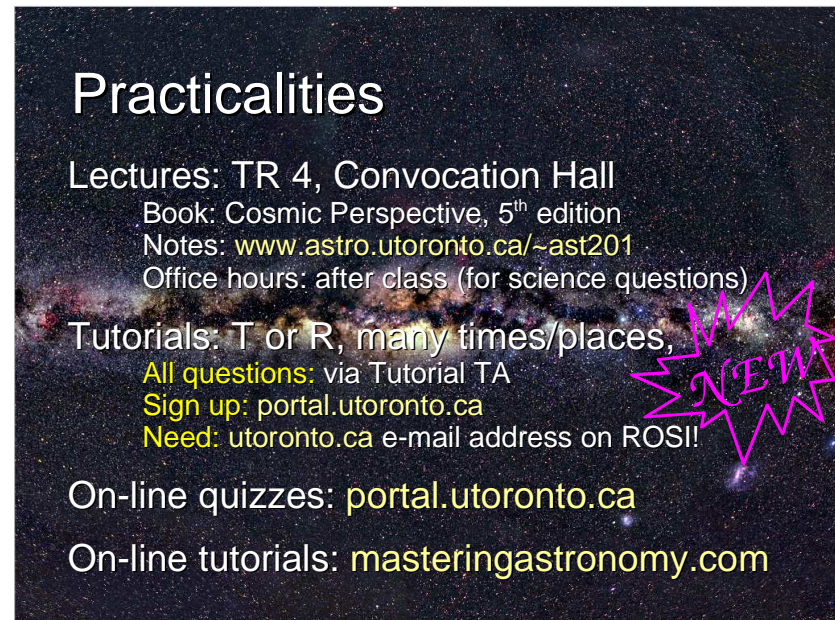 Practicalities
Lectures: TR 4, Convocation Hall
Book: Cosmic Perspective, 5th edition
Notes: www.astro.utoronto.ca/~ast201
Office hours: after class (for science questions)
Tutorials: T or R, many times/places,
NEW
All questions: via Tutorial TA
Sign up: portal.utoronto.ca
Need: utoronto.ca e-mail address on ROSI!
On-line quizzes: portal.utoronto.ca
On-line tutorials: masteringastronomy.com